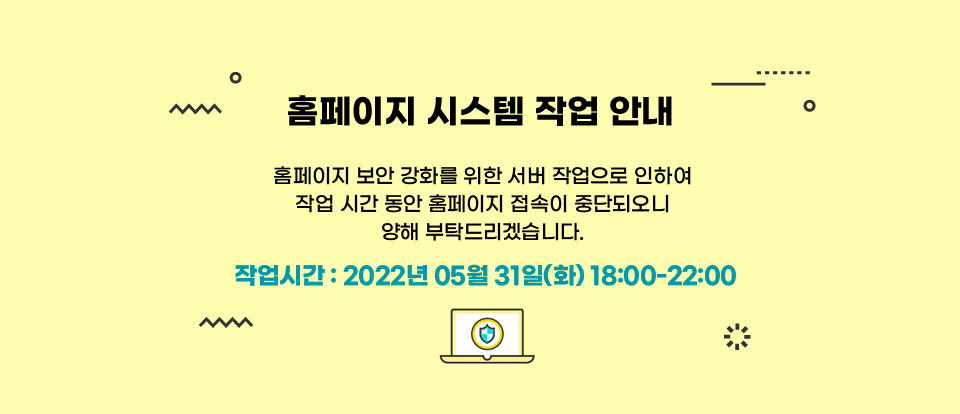 홈페이지 시스템 작업 안내
홈페이지 보안 강화를 위한 서버 작업으로 인하여
작업 시간 동안 홈페이지 접속이 중단되오니
양해 부탁드리겠습니다.
작업시간 : 2022년 05월 31일(화) 18:00-22:00